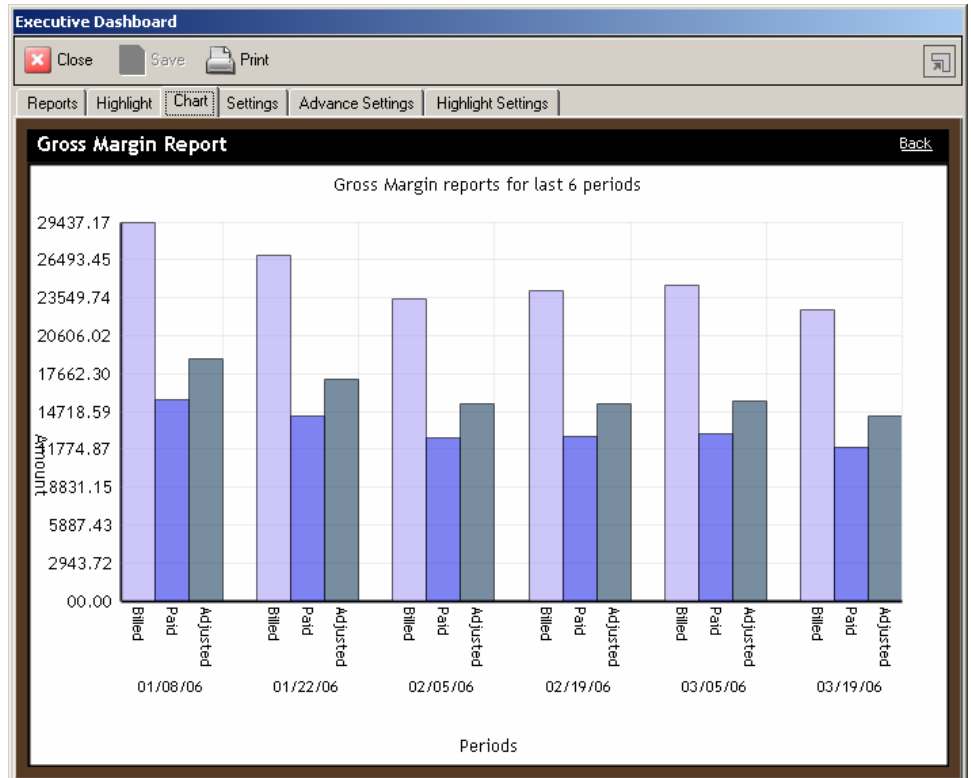 Executive Dashboard
Close Save Print
Reports Highlight Chart Settings Advance Settings Highlight Settings
Gross Margin Report Back
Gross Margin reports for last 6 periods
29437.17
26493.45
23549.74
20606.02
17662.30
14718.59
11774.87
8831.15
5887.43
2943.72
00.00
Amount
Billed Paid Adjusted Billed Paid Adjusted Billed Paid Adjusted Billed Paid Adjusted Billed Paid Adjusted Billed Paid Adjusted
01/08/06 01/22/06 02/05/06 02/19/06 03/05/06 03/19/06
Periods